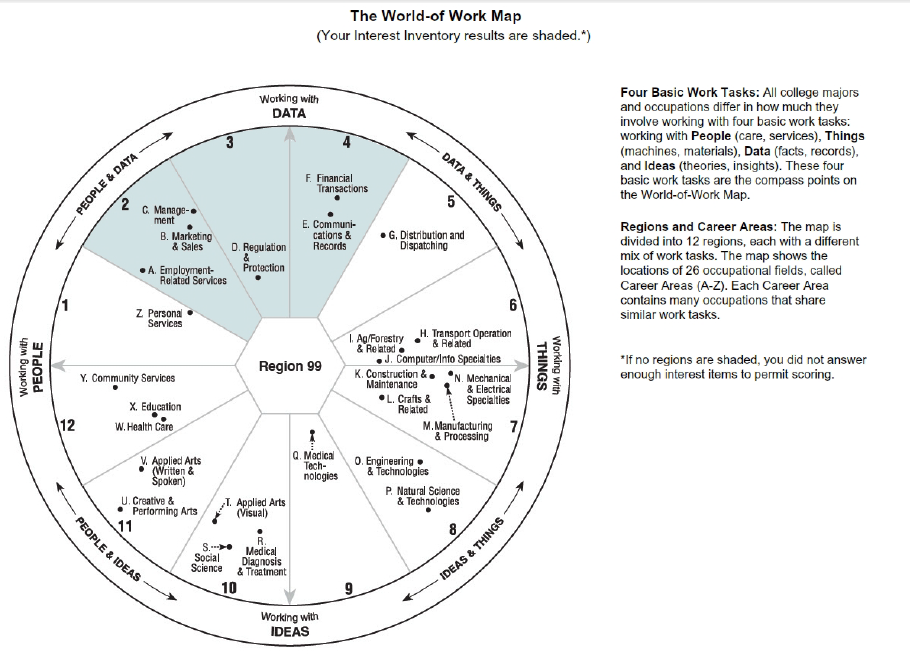 The World-of Work Map
(Your Interest Inventory results are shaded.*)
Working with
DATA
PEOPLE & DATA
DATA & THINGS
3
4
2
5
F. Financial
Transactions
C. Manage-
ment
B. Marketing
& Sales
D. Regulation
&
Protection
E. Communi-
cations &
Records
G. Distribution and
Dispatching
A. Employment-
Related Services
1
6
Z. Personal
Services
I. Ag/Forestry
& Related
H. Transport Operation
& Related
J. Computer/Info Specialties
Working with
PEOPLE
Region 99
Working with
THINGS
Y. Community Services
K. Construction &
Maintenance
N. Mechanical
& Electrical
Specialties
X. Education
L. Crafts &
Related
W. Health Care
12
M. Manufacturing
& Processing
7
V. Applied Arts
(Written &
Spoken)
Q. Medical
Tech-
nologies
O. Engineering
& Technologies
U. Creative &
Performing Arts
T. Applied Arts
(Visual)
P. Natural Science
& Technologies
11
8
S.
Social
Science
R.
Medical
Diagnosis
& Treatment
10
9
PEOPLE & IDEAS
IDEAS & THINGS
Working with
IDEAS
Four Basic Work Tasks: All college majors
and occupations differ in how much they
involve working with four basic work tasks:
working with People (care, services), Things
(machines, materials), Data (facts, records),
and Ideas (theories, insights). These four
basic work tasks are the compass points on
the World-of-Work Map.
Regions and Career Areas: The map is
divided into 12 regions, each with a different
mix of work tasks. The map shows the
locations of 26 occupational fields, called
Career Areas (A-Z). Each Career Area
contains many occupations that share
similar work tasks.
*If no regions are shaded, you did not answer
enough interest items to permit scoring.